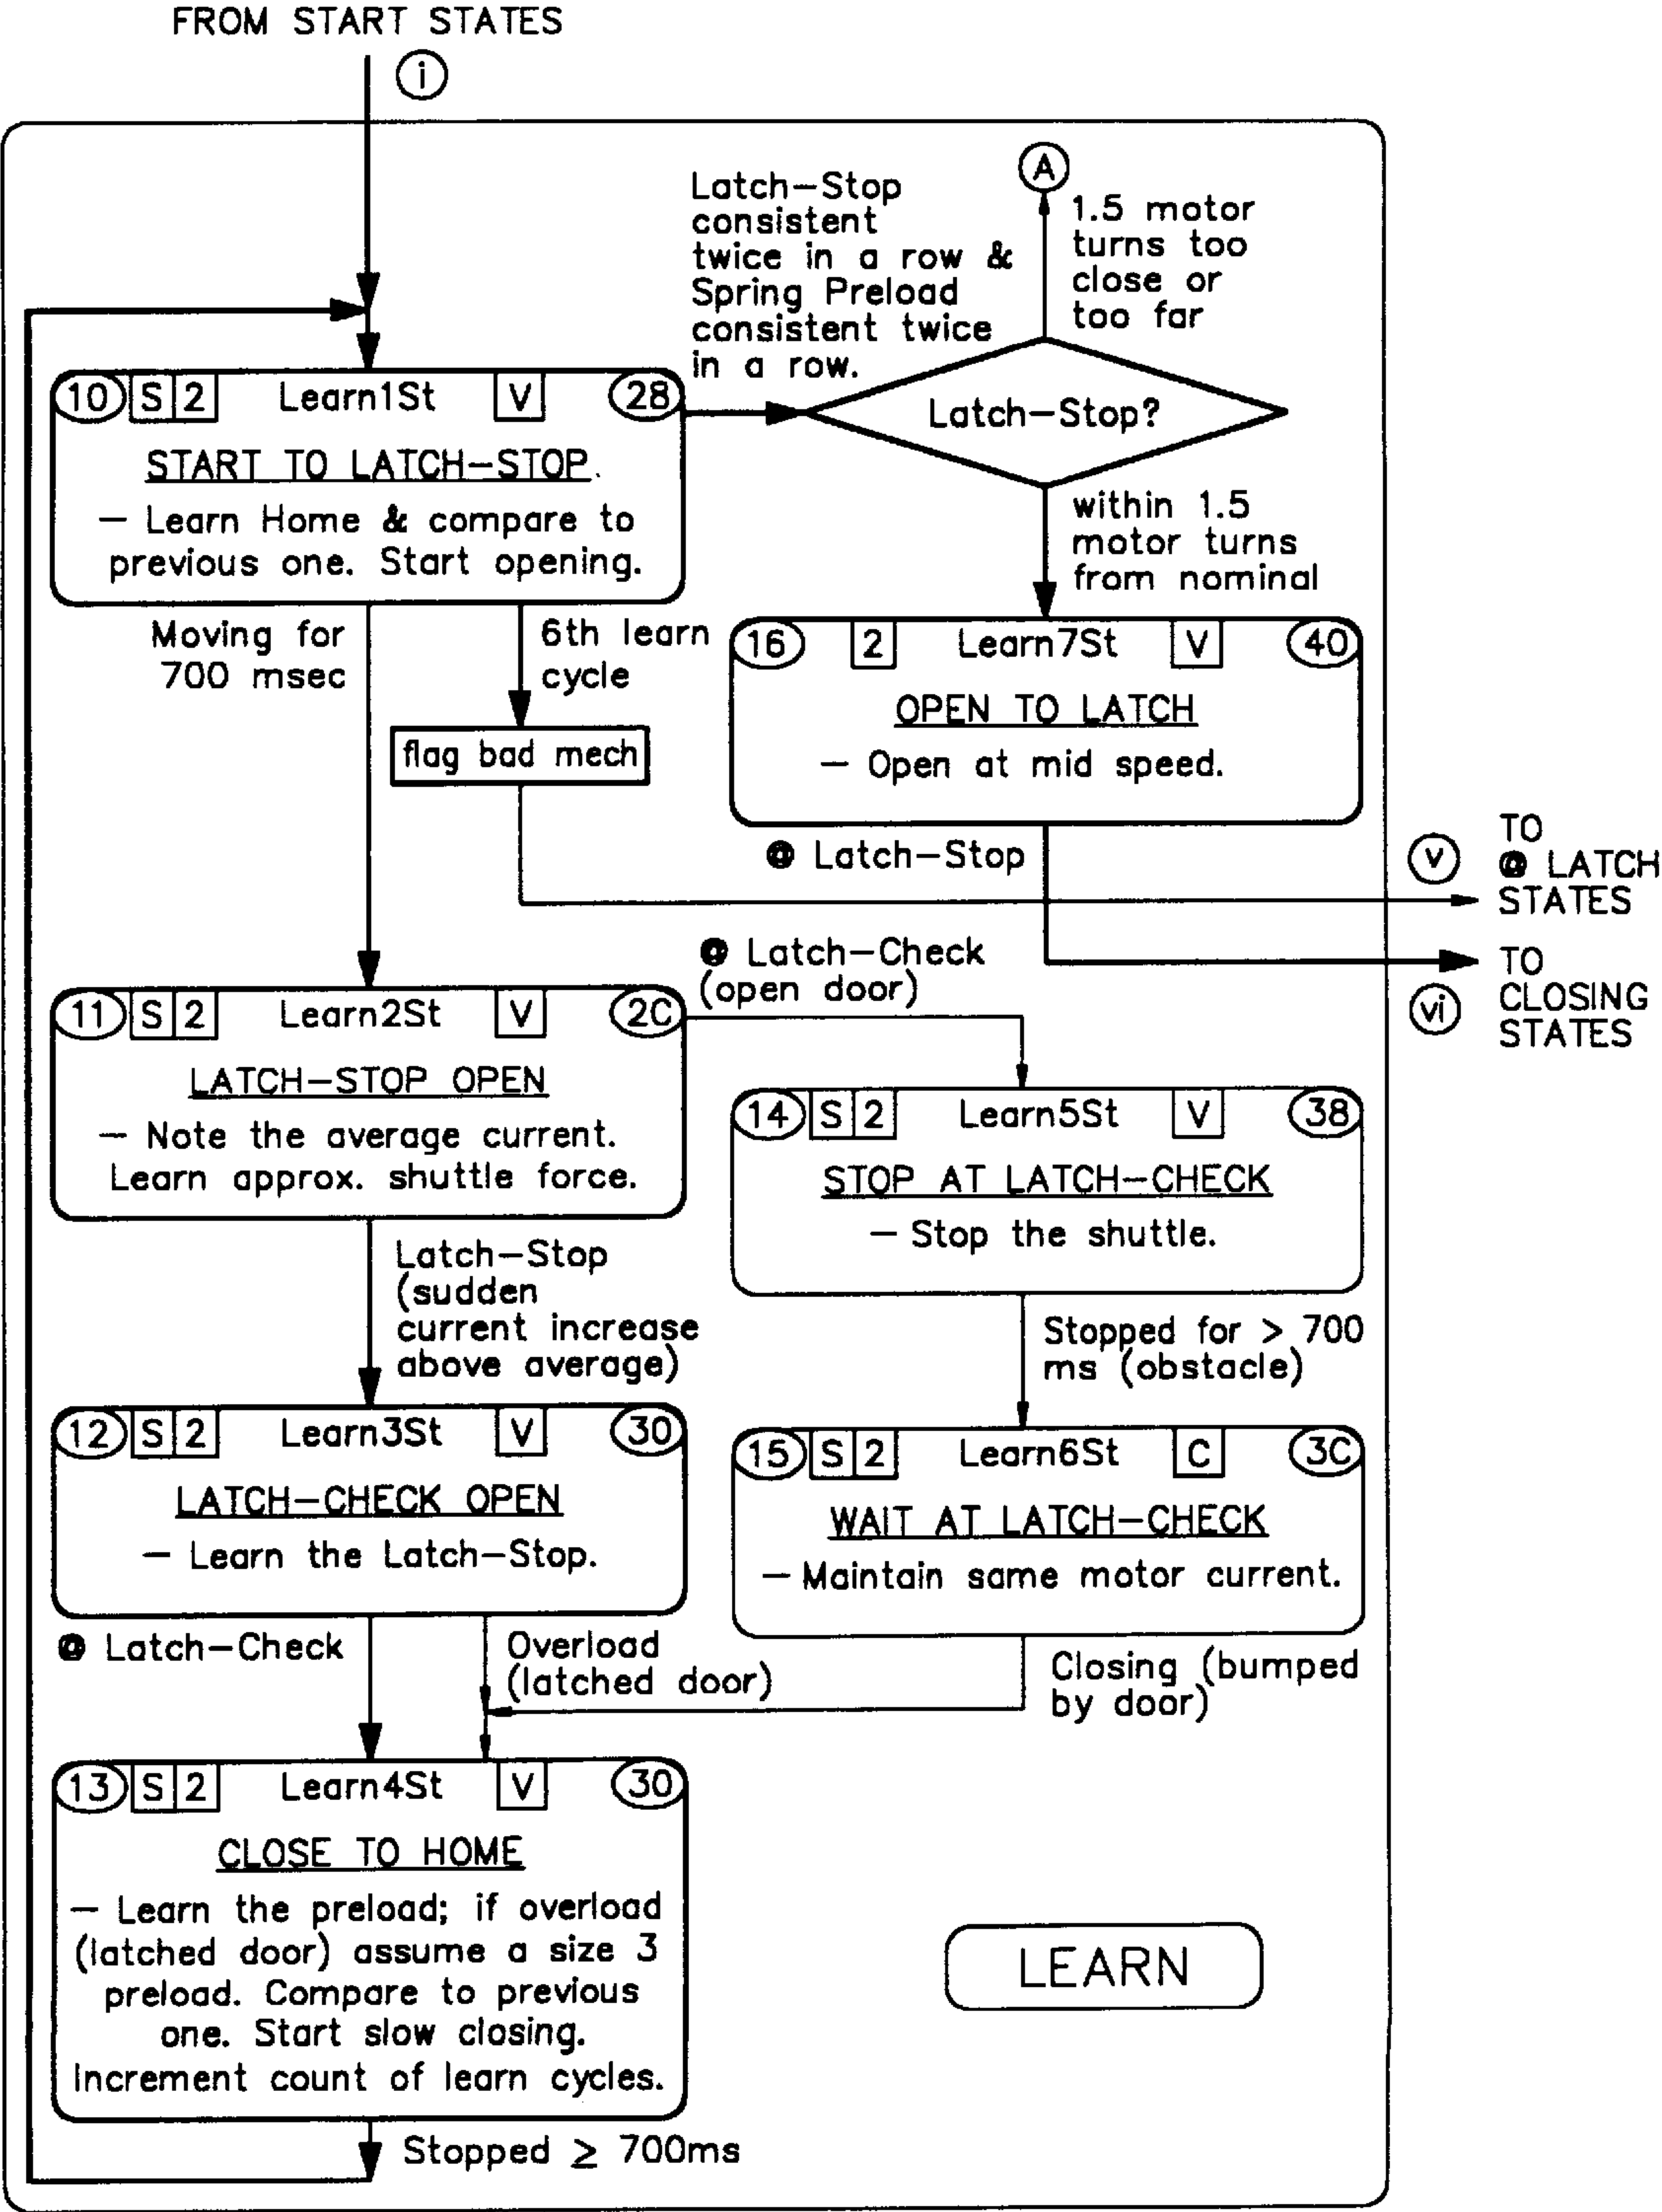 FROM START STATES
i
Latch-Stop
consistent
twice in a row &
Spring Preload
consistent twice
in a row.
A
1.5 motor
turns too
close or
too far
10 S 2 Learn1St V 28
START TO LATCH-STOP.
- Learn Home & compare to
previous one. Start opening.
Latch-Stop?
within 1.5
motor turns
from nominal
Moving for
700 msec
6th learn
cycle
flag bad mech
16 2 Learn7St V 40
OPEN TO LATCH
- Open at mid speed.
@ Latch-Stop
v
TO
@ LATCH
STATES
vi
TO
CLOSING
STATES
@ Latch-Check
(open door)
11 S 2 Learn2St V 2C
LATCH-STOP OPEN
- Note the average current.
Learn approx. shuttle force.
14 S 2 Learn5St V 38
STOP AT LATCH-CHECK
- Stop the shuttle.
Latch-Stop
(sudden
current increase
above average)
Stopped for > 700
ms (obstacle)
12 S 2 Learn3St V 30
LATCH-CHECK OPEN
- Learn the Latch-Stop.
15 S 2 Learn6St C 3C
WAIT AT LATCH-CHECK
- Maintain same motor current.
@ Latch-Check
Overload
(latched door)
Closing (bumped
by door)
13 S 2 Learn4St V 30
CLOSE TO HOME
- Learn the preload; if overload
(latched door) assume a size 3
preload. Compare to previous
one. Start slow closing.
Increment count of learn cycles.
LEARN
Stopped ≥ 700ms